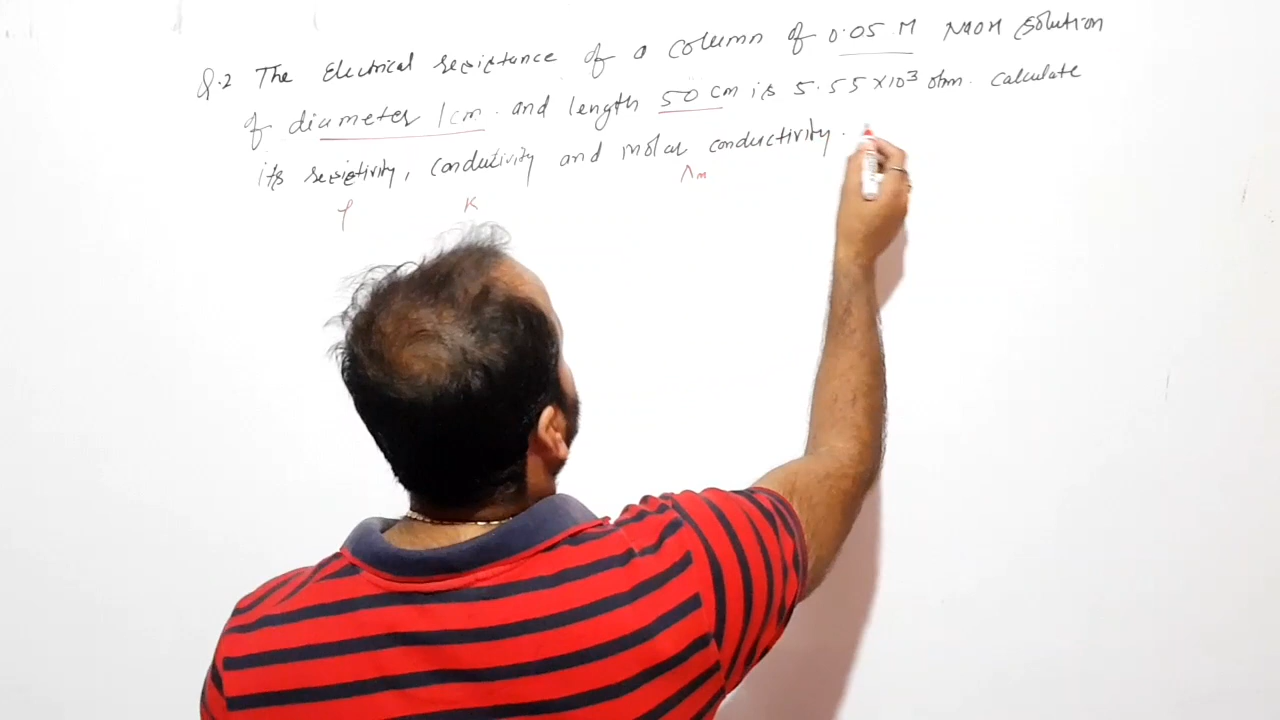 Q.2 The Electrical resistance of a column of 0.05 M NaOH solution
of diameter 1cm. and length 50 cm is 5.55 × 10³ ohm. calculate
its resistivity, condutivity and molar conductivity.
ρ K Λm